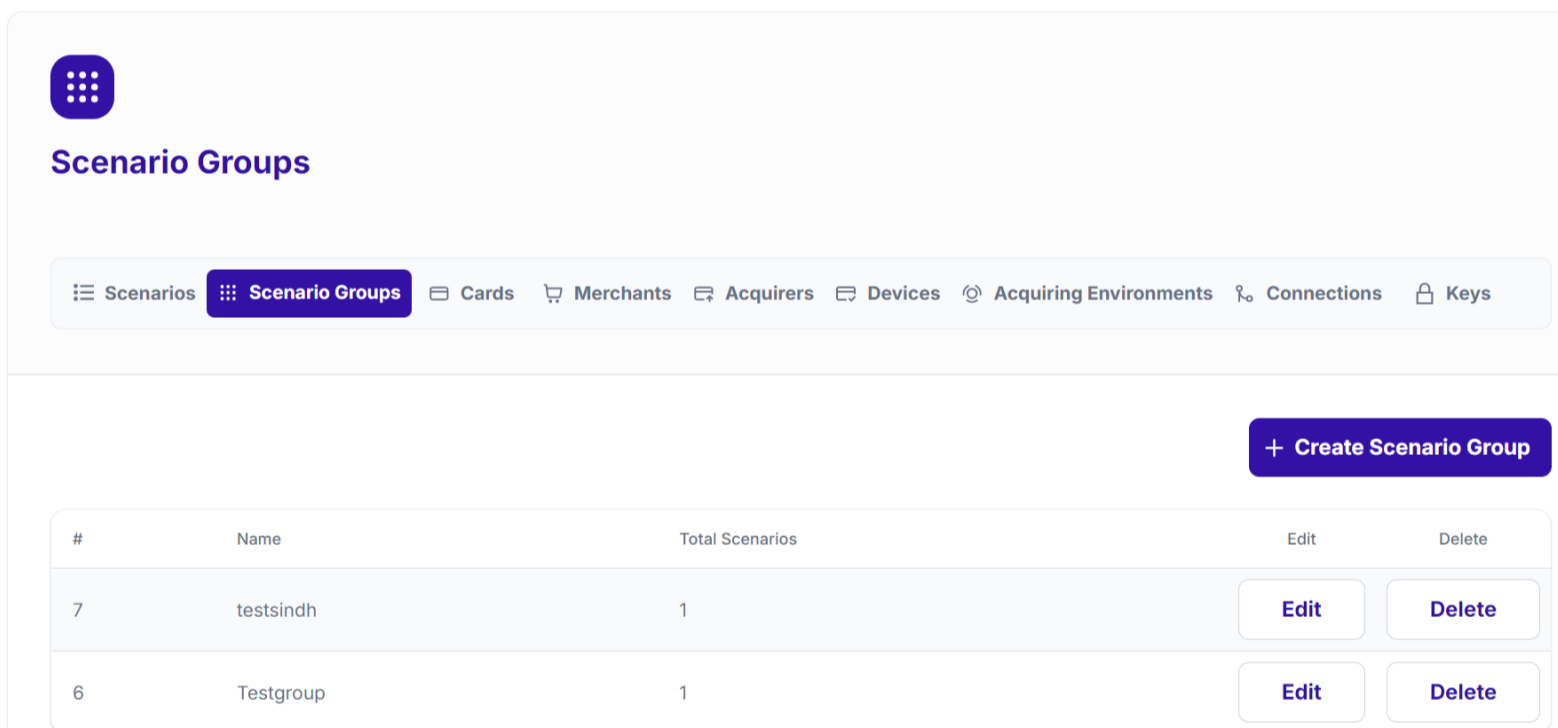 Scenario Groups
Scenarios Scenario Groups Cards Merchants Acquirers Devices Acquiring Environments Connections Keys
+ Create Scenario Group
# Name Total Scenarios Edit Delete
7 testsindh 1 Edit Delete
6 Testgroup 1 Edit Delete